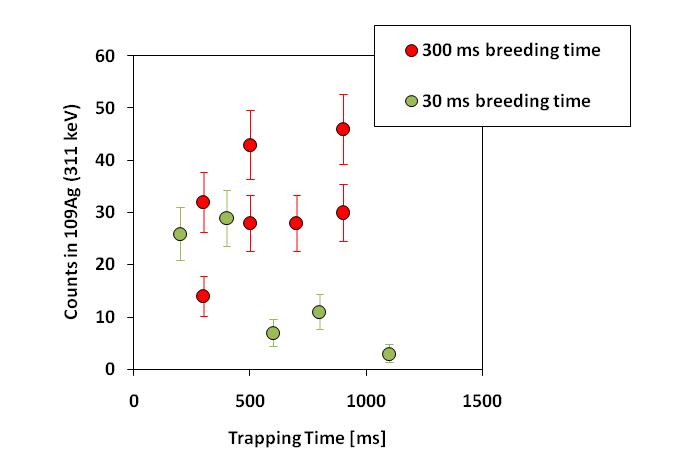 300 ms breeding time
30 ms breeding time
60
50
40
30
20
10
0
Counts in 109Ag (311 keV)
0 500 1000 1500
Trapping Time [ms]